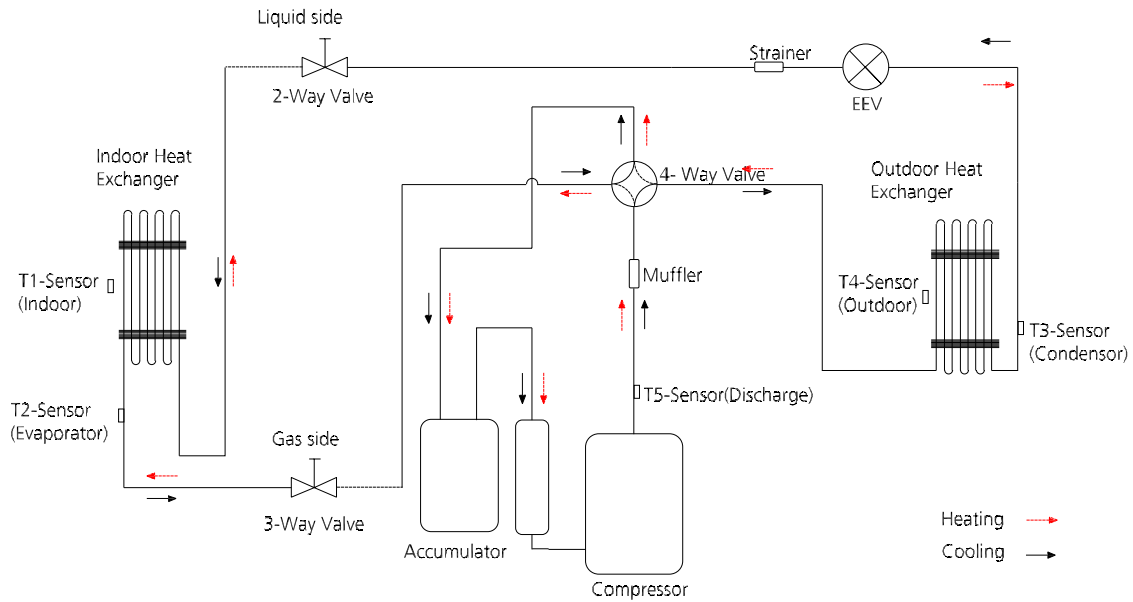 Liquid side
2-Way Valve
Strainer
EEV
Indoor Heat
Exchanger
4- Way Valve
Outdoor Heat
Exchanger
T1-Sensor
(Indoor)
Muffler
T4-Sensor
(Outdoor)
T3-Sensor
(Condensor)
T5-Sensor(Discharge)
T2-Sensor
(Evaporator)
Gas side
3-Way Valve
Accumulator
Compressor
Heating
Cooling